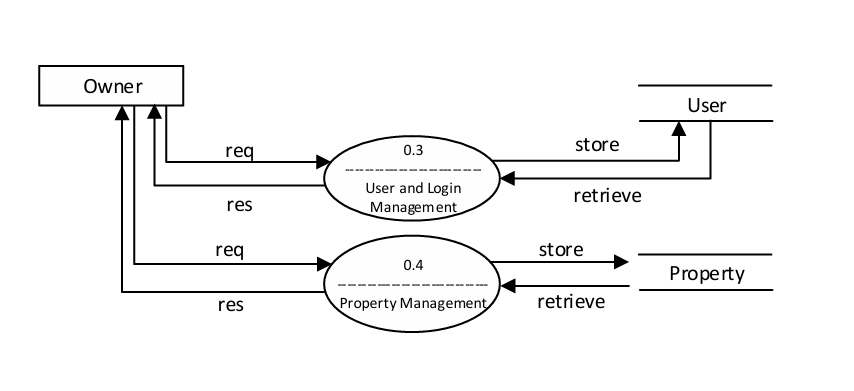 Owner
User
req
0.3
store
User and Login
Management
res
retrieve
req
0.4
store
Property
Property Management
res
retrieve